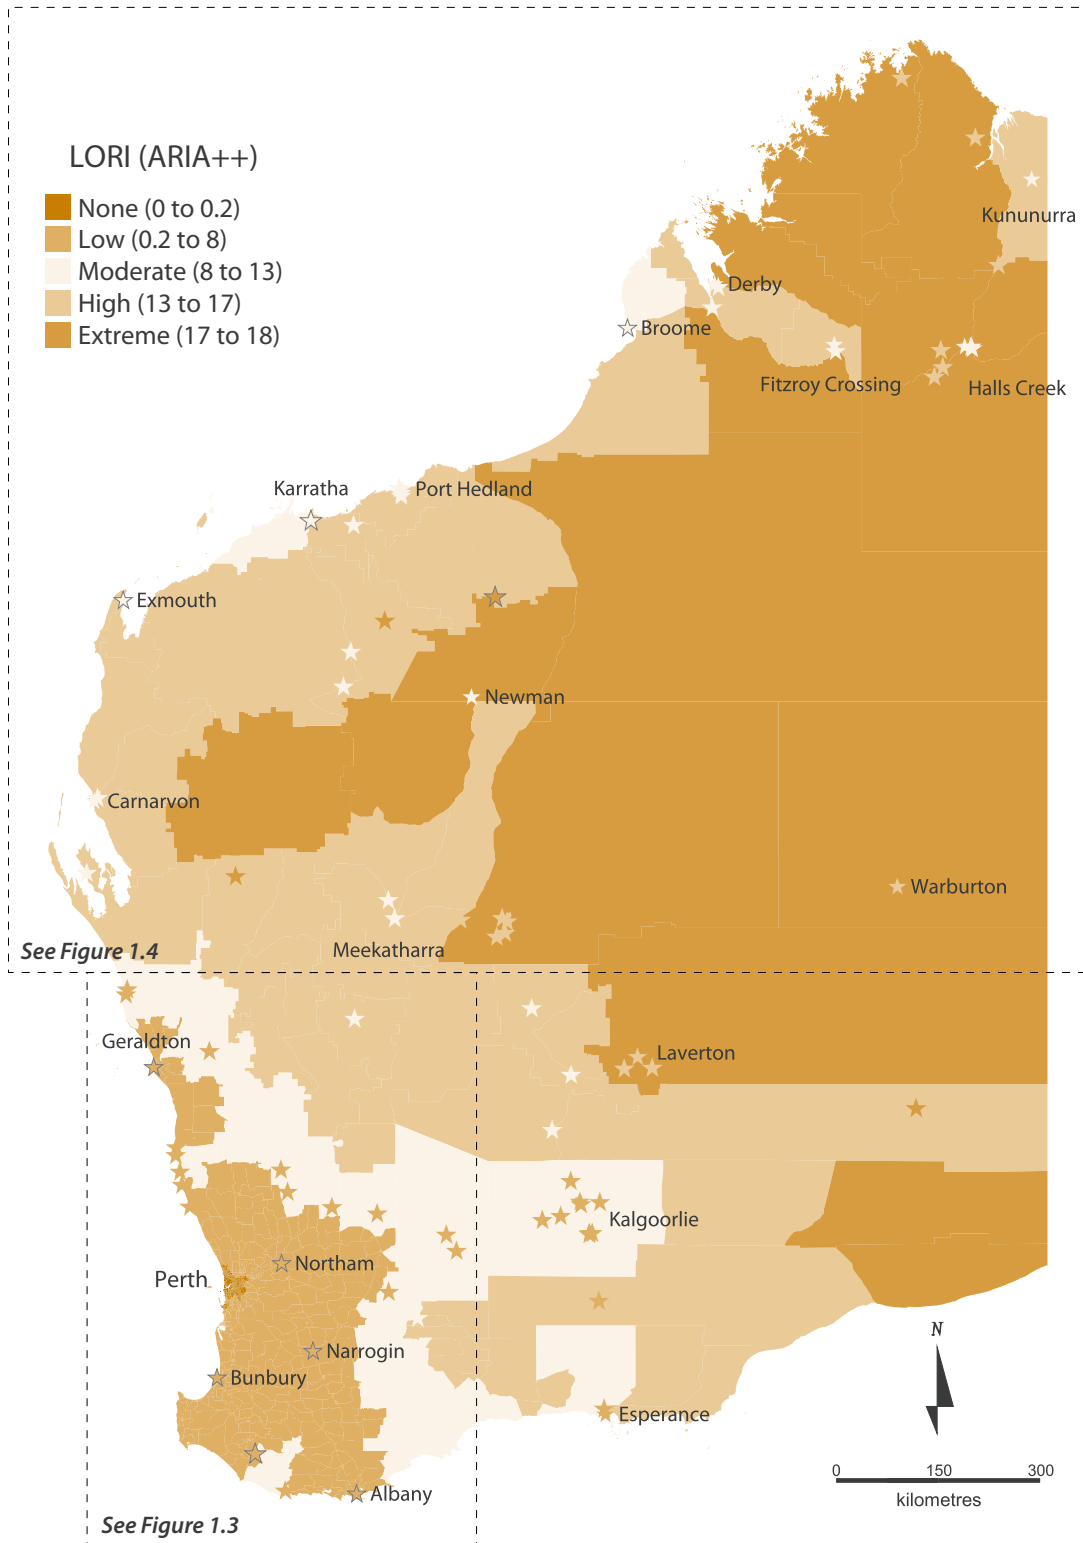 LORI (ARIA++)
None (0 to 0.2)
Low (0.2 to 8)
Moderate (8 to 13)
High (13 to 17)
Extreme (17 to 18)
Kununurra
Derby
Broome
Fitzroy Crossing
Halls Creek
Karratha
Port Hedland
Exmouth
Newman
Carnarvon
Warburton
Meekatharra
See Figure 1.4
Geraldton
Laverton
Kalgoorlie
Northam
Perth
Narrogin
Bunbury
Esperance
Albany
N
0 150 300
kilometres
See Figure 1.3